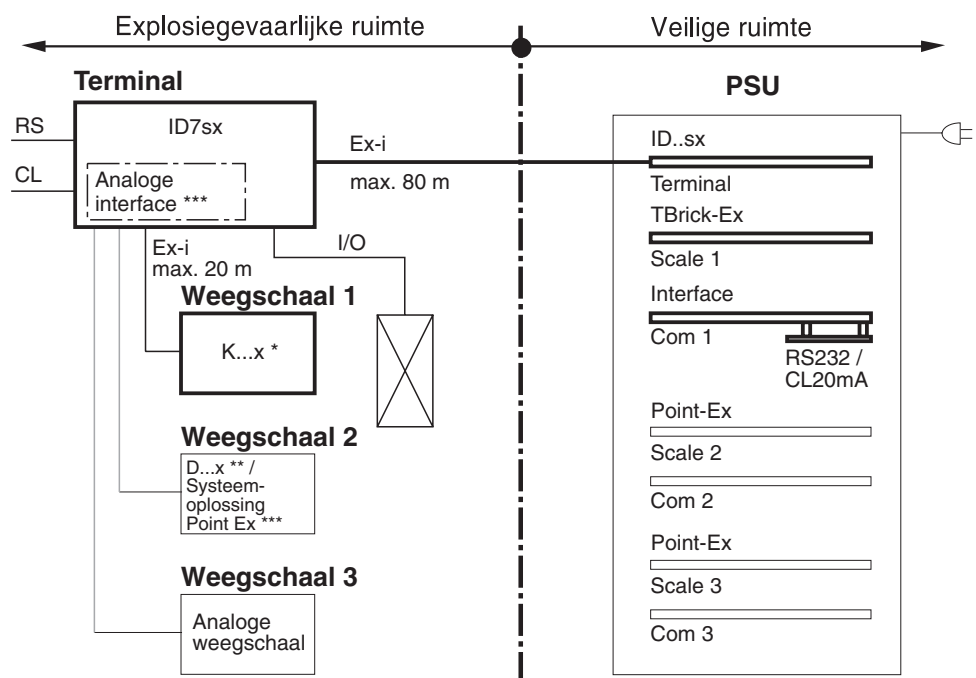 Explosiegevaarlijke ruimte
Veilige ruimte
Terminal
PSU
RS
ID7sx
CL
Analoge
interface ***
Ex-i
max. 80 m
Ex-i
max. 20 m
I/O
Weegschaal 1
K...x *
Weegschaal 2
D...x ** /
Systeem-
oplossing
Point Ex ***
Weegschaal 3
Analoge
weegschaal
ID..sx
Terminal
TBrick-Ex
Scale 1
Interface
Com 1
RS232 /
CL20mA
Point-Ex
Scale 2
Com 2
Point-Ex
Scale 3
Com 3